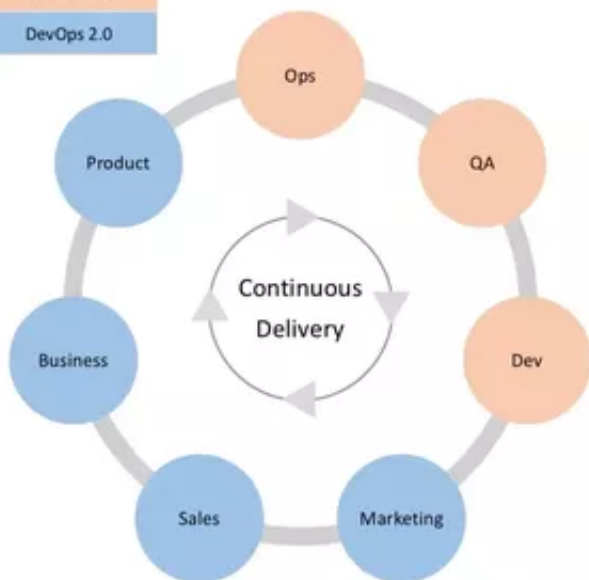 DevOps 2.0
Ops
Product
QA
Continuous
Delivery
Business
Dev
Sales
Marketing